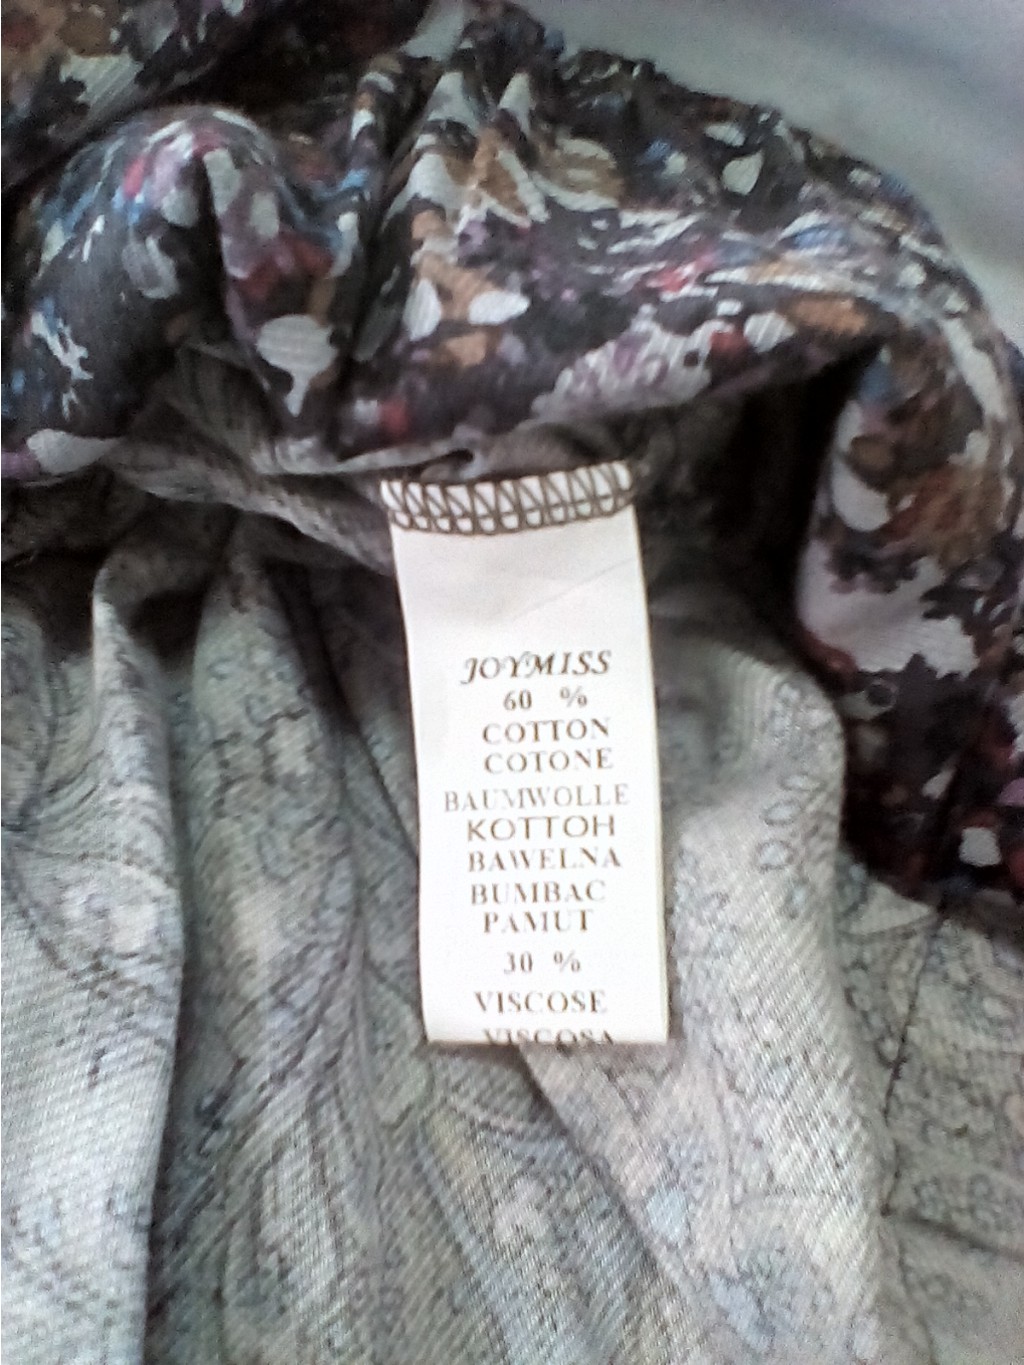 JOYMISS
60 %
COTTON
COTONE
BAUMWOLLE
KOTTOH
BAWELNA
BUMBAC
PAMUT
30 %
VISCOSE
VISCOSA